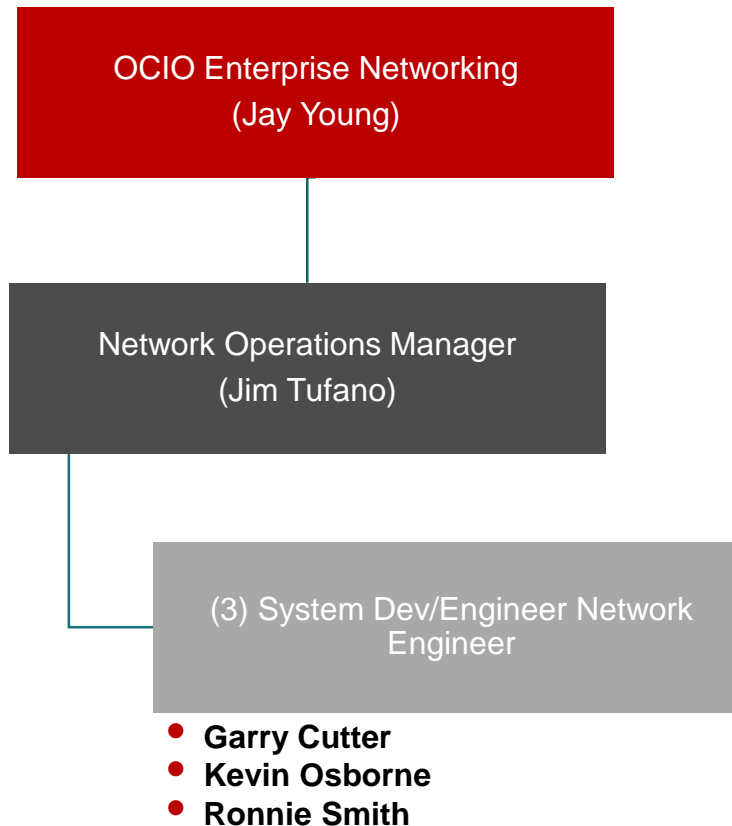 OCIO Enterprise Networking
(Jay Young)
Network Operations Manager
(Jim Tufano)
(3) System Dev/Engineer Network
Engineer
• Garry Cutter
• Kevin Osborne
• Ronnie Smith